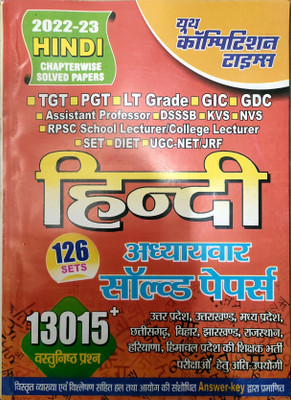 2022-23
HINDI
CHAPTERWISE
SOLVED PAPERS
यूथ
कॉम्पिटिशन
टाइम्स
TGT PGT LT Grade GIC GDC
Assistant Professor DSSSB KVS NVS
RPSC School Lecturer/College Lecturer
SET DIET UGC-NET/JRF
हिन्दी
126
SETS
अध्यायवार
सॉल्व्ड पेपर्स
13015+
वस्तुनिष्ठ प्रश्न
उत्तर प्रदेश, उत्तराखण्ड, मध्य प्रदेश,
छत्तीसगढ़, बिहार, झारखण्ड, राजस्थान,
हरियाणा, हिमाचल प्रदेश की शिक्षक भर्ती
परीक्षाओं हेतु अति उपयोगी
विस्तृत व्याख्या एवं विश्लेषण सहित हल तथा आयोग की संशोधित Answer-key द्वारा प्रमाणित